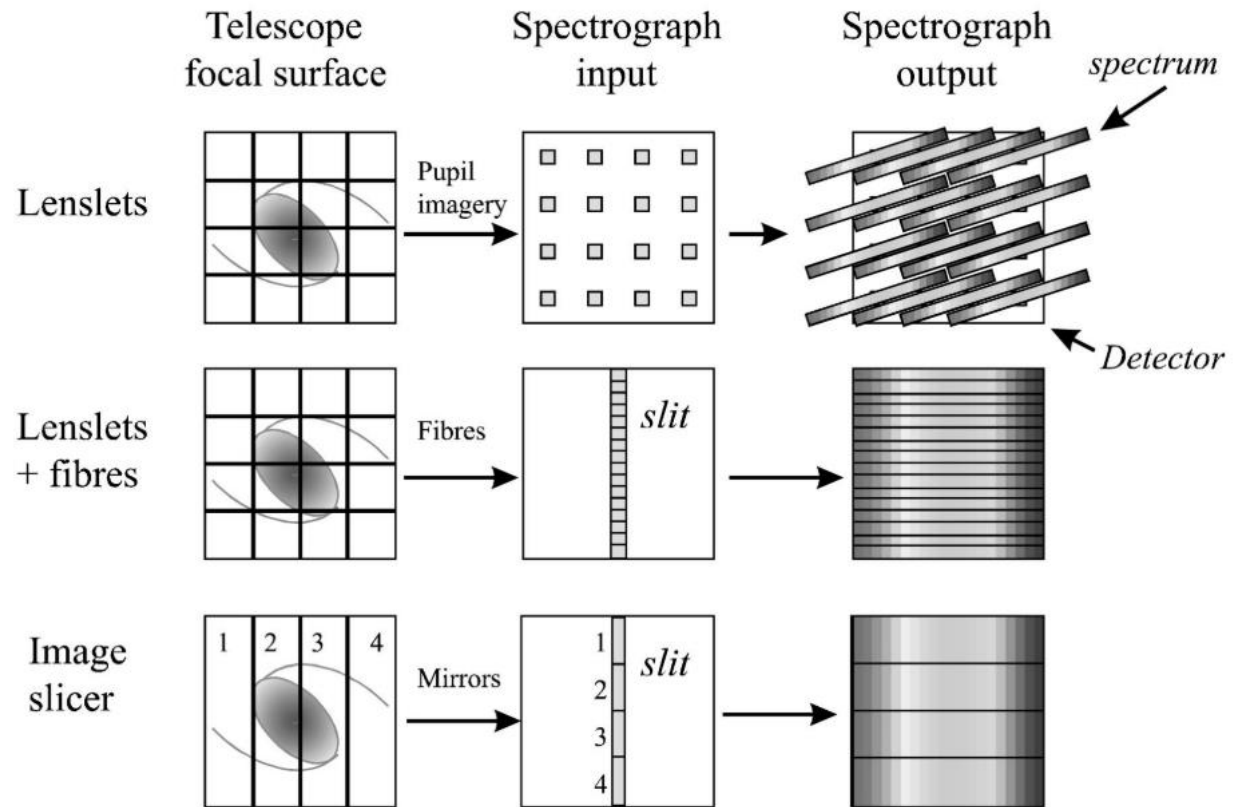 Telescope
focal surface
Spectrograph
input
Spectrograph
output
spectrum
Lenslets
Pupil
imagery
Detector
Lenslets
+ fibres
Fibres
slit
Image
slicer
1 2 3 4
Mirrors
1
2
3
4
slit